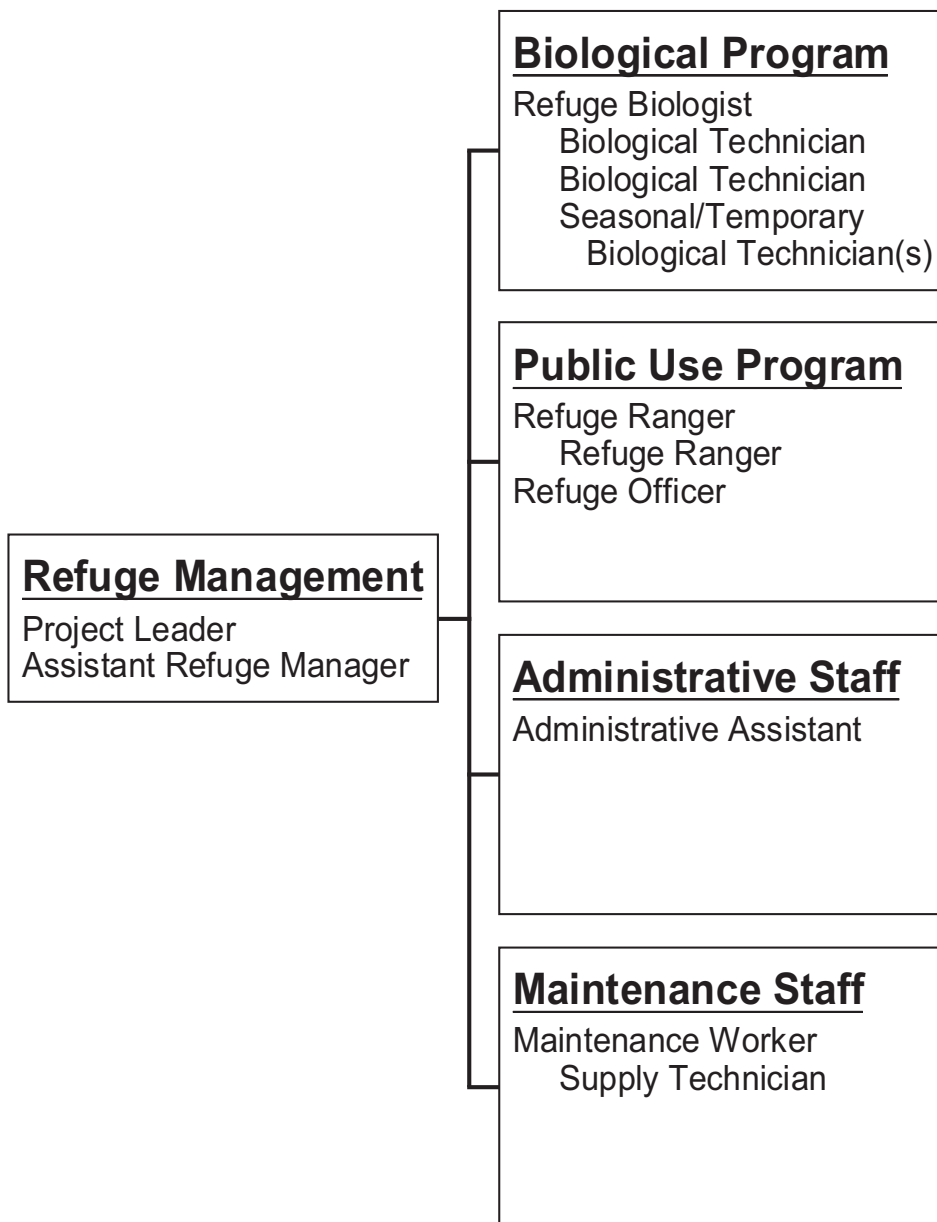 Biological Program
Refuge Biologist
Biological Technician
Biological Technician
Seasonal/Temporary
Biological Technician(s)
Public Use Program
Refuge Ranger
Refuge Ranger
Refuge Officer
Refuge Management
Project Leader
Assistant Refuge Manager
Administrative Staff
Administrative Assistant
Maintenance Staff
Maintenance Worker
Supply Technician